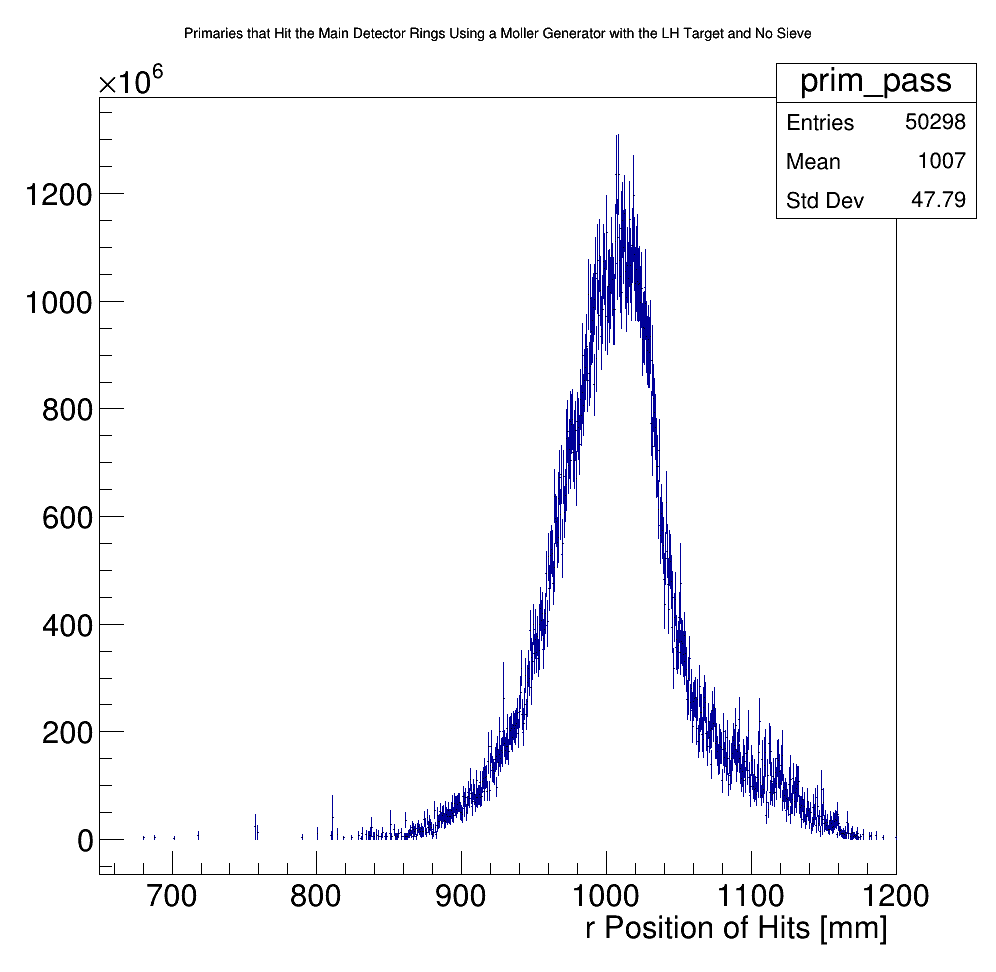 Primaries that Hit the Main Detector Rings Using a Moller Generator with the LH Target and No Sieve
×10⁶
prim_pass
Entries 50298
Mean 1007
Std Dev 47.79
1200
1000
800
600
400
200
0
700 800 900 1000 1100 1200
r Position of Hits [mm]